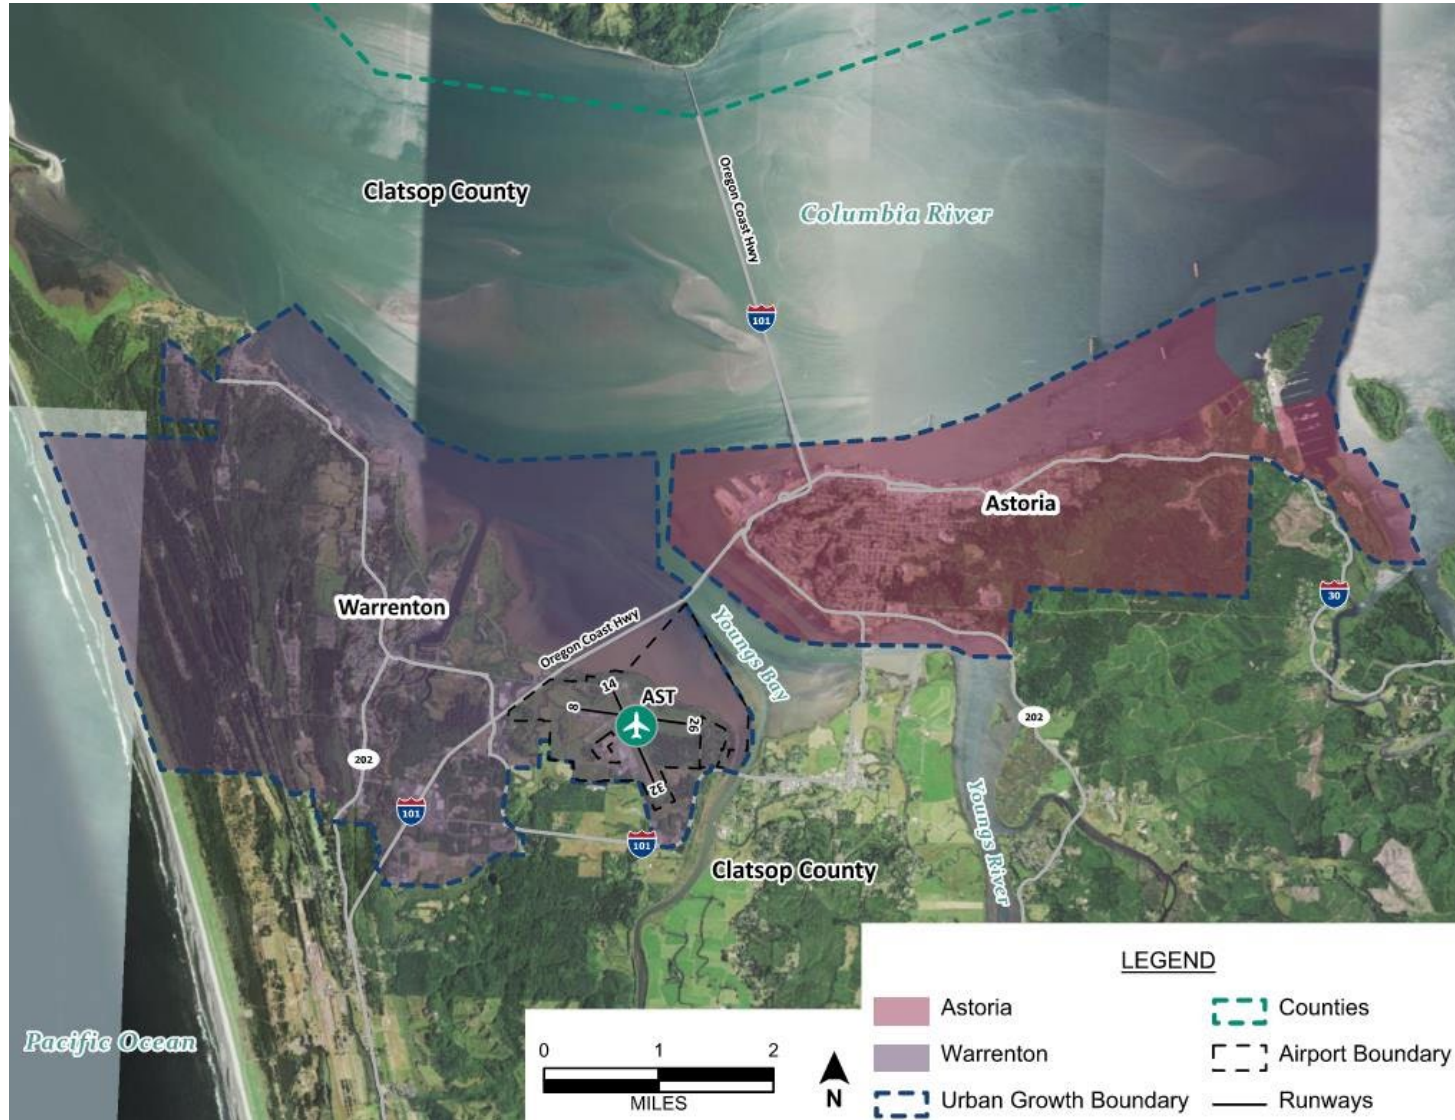 Clatsop County
Columbia River
Oregon Coast Hwy
101
Astoria
Warrenton
30
Oregon Coast Hwy
Youngs Bay
14
AST
8
26
32
202
202
101
101
Youngs River
Clatsop County
Pacific Ocean
0 1 2
MILES
N
LEGEND
Astoria
Warrenton
Urban Growth Boundary
Counties
Airport Boundary
Runways